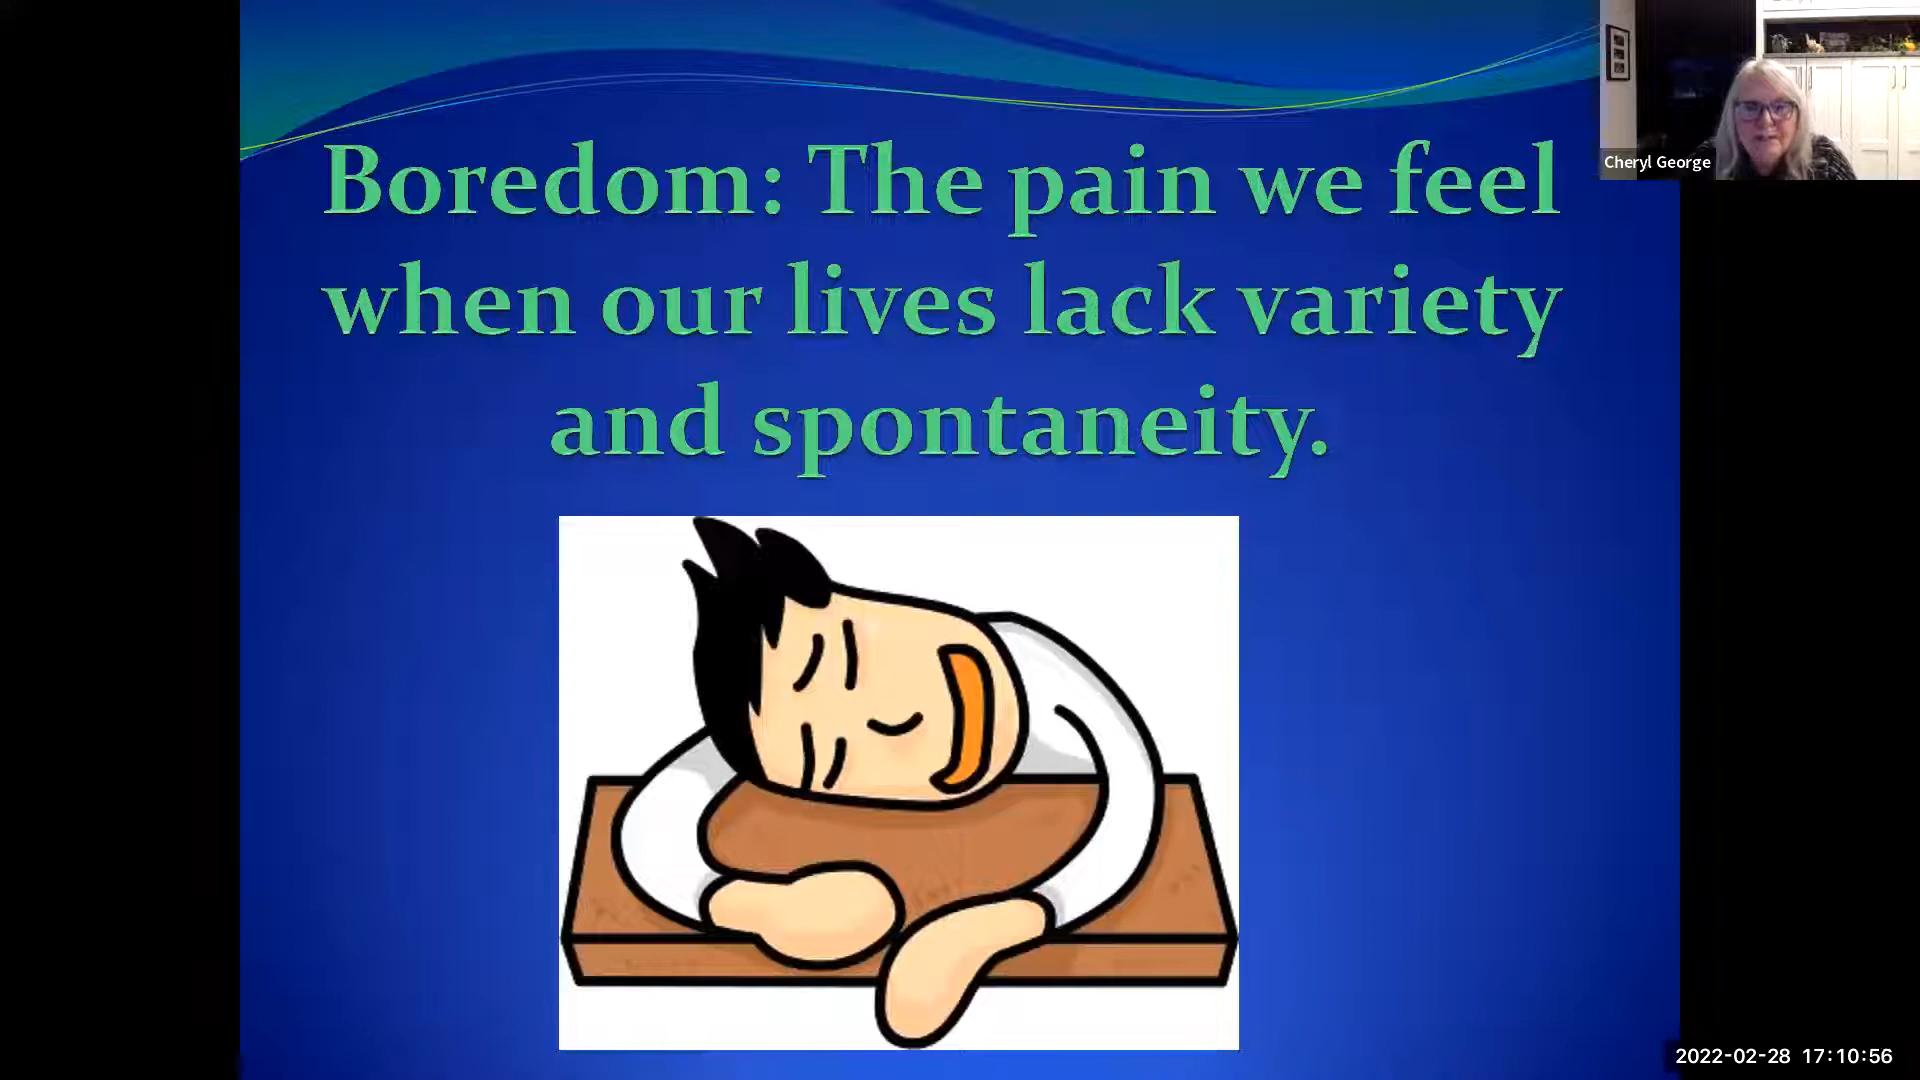 Boredom: The pain we feel
when our lives lack variety
and spontaneity.
Cheryl George
2022-02-28 17:10:56